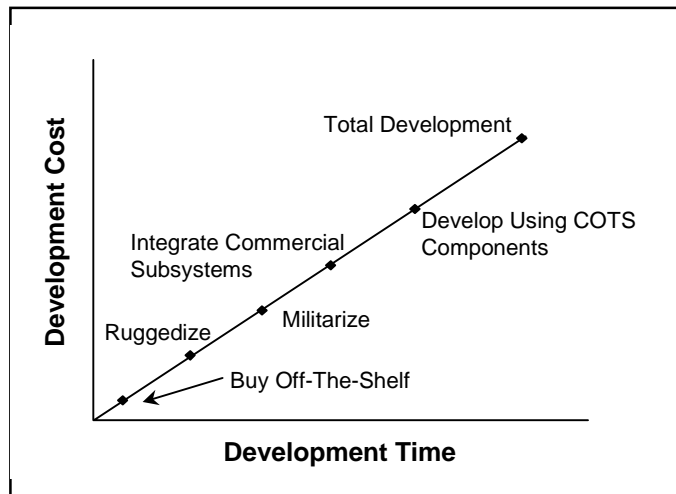 Total Development
Develop Using COTS
Components
Integrate Commercial
Subsystems
Militarize
Ruggedize
Buy Off-The-Shelf
Development Cost
Development Time